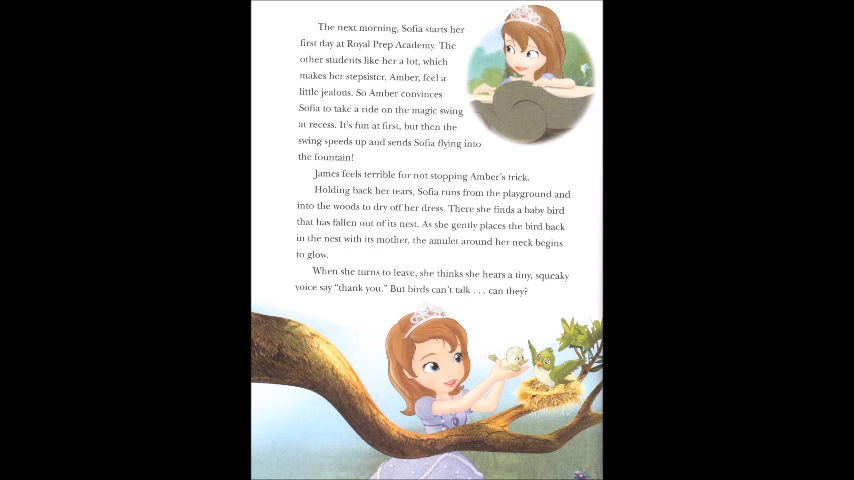 The next morning, Sofia starts her
first day at Royal Prep Academy. The
other students like her a lot, which
makes her stepsister, Amber, feel a
little jealous. So Amber convinces
Sofia to take a ride on the magic swing
at recess. It's fun at first, but then the
swing speeds up and sends Sofia flying into
the fountain!
James feels terrible for not stopping Amber's trick.
Holding back her tears, Sofia runs from the playground and
into the woods to dry off her dress. There she finds a baby bird
that has fallen out of its nest. As she gently places the bird back
in the nest with its mother, the amulet around her neck begins
to glow.
When she turns to leave, she thinks she hears a tiny, squeaky
voice say "thank you." But birds can't talk . . . can they?